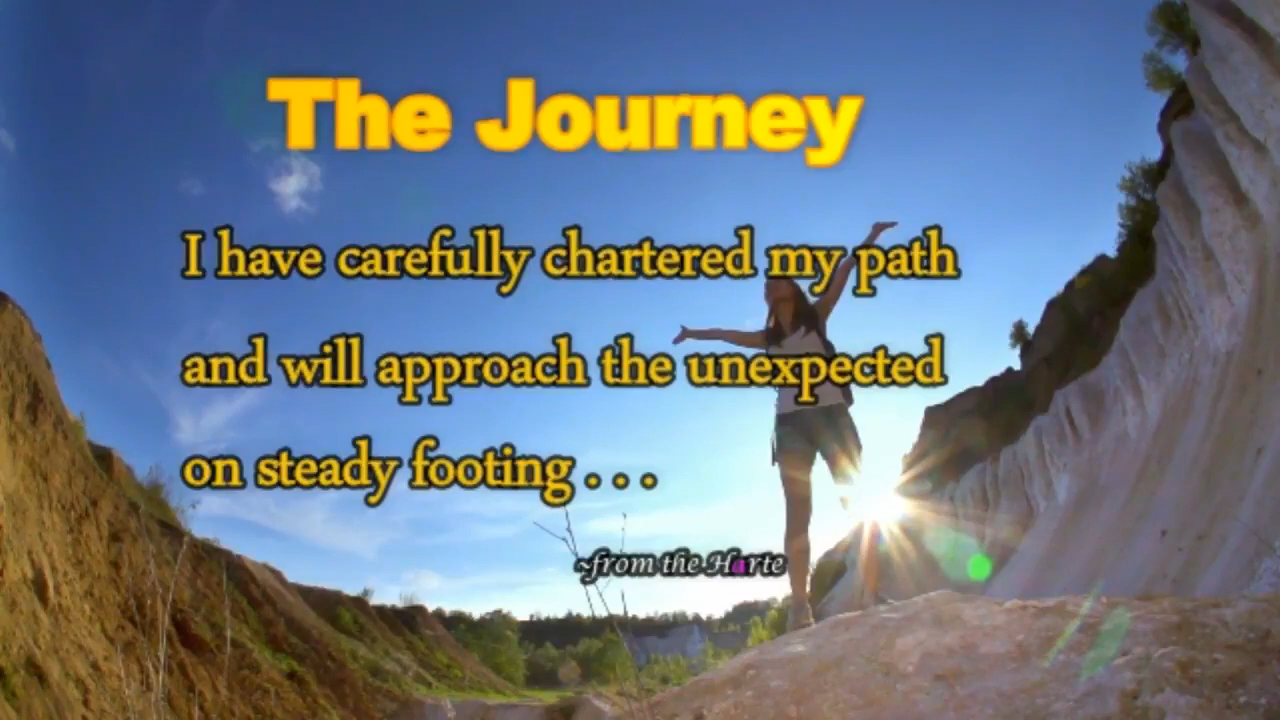 The Journey
I have carefully chartered my path
and will approach the unexpected
on steady footing . . .
~from the Harte